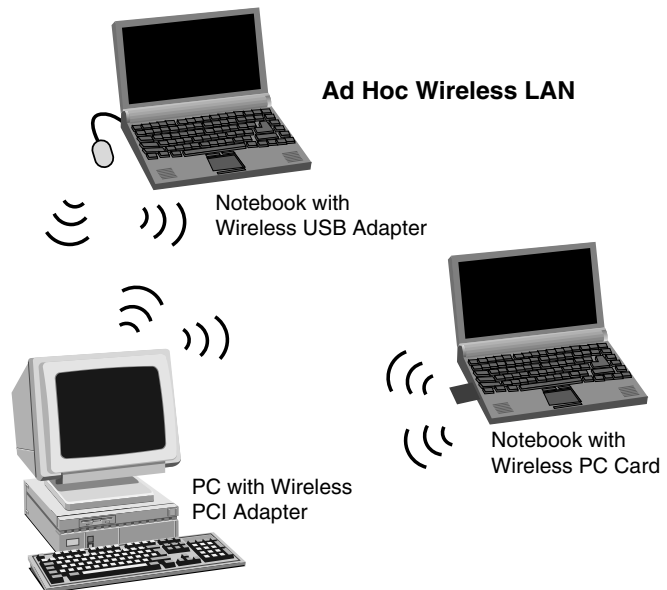 Ad Hoc Wireless LAN
Notebook with
Wireless USB Adapter
Notebook with
Wireless PC Card
PC with Wireless
PCI Adapter